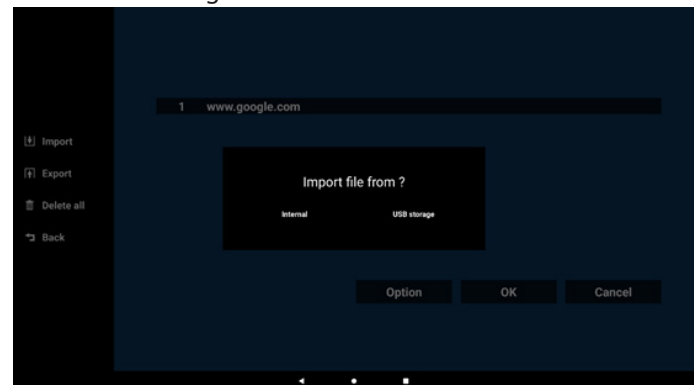 1 www.google.com
Import
Export
Delete all
Back
Import file from ?
Internal USB storage
Option OK Cancel